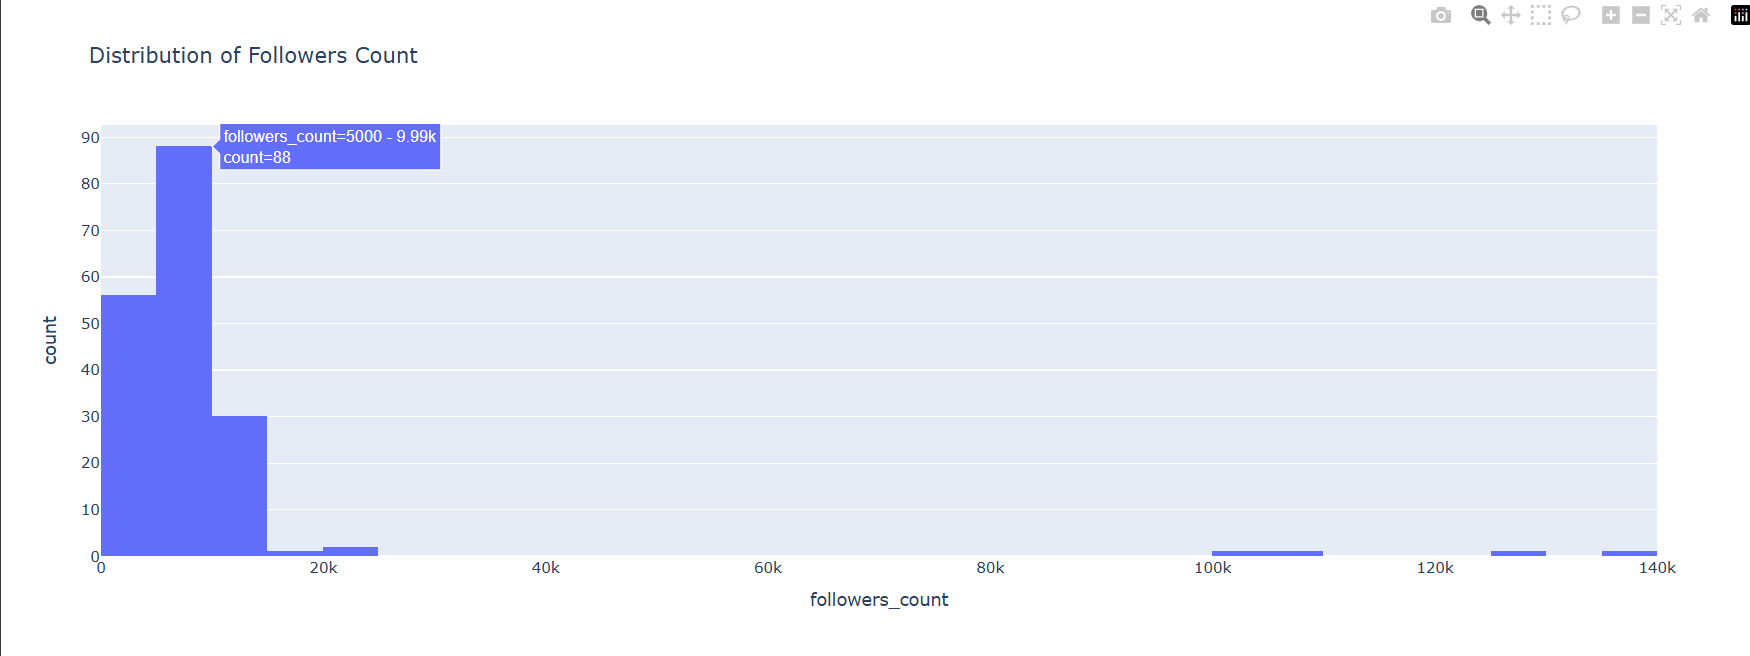 Distribution of Followers Count
followers_count=5000 - 9.99k
count=88
90
80
70
60
50
40
30
20
10
0
count
0 20k 40k 60k 80k 100k 120k 140k
followers_count